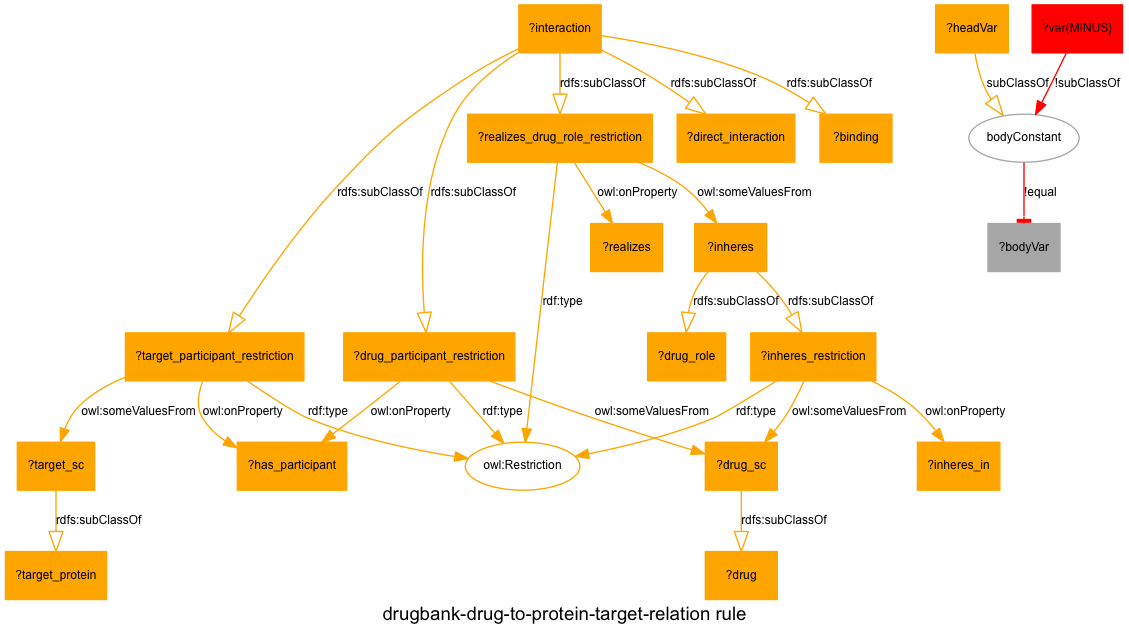 ?interaction
?headVar
?var{MINUS}
rdfs:subClassOf
rdfs:subClassOf
rdfs:subClassOf
subClassOf
!subClassOf
?realizes_drug_role_restriction
?direct_interaction
?binding
bodyConstant
rdfs:subClassOf
rdfs:subClassOf
owl:onProperty
owl:someValuesFrom
!equal
?realizes
?inheres
?bodyVar
rdf:type
rdfs:subClassOf
rdfs:subClassOf
?target_participant_restriction
?drug_participant_restriction
?drug_role
?inheres_restriction
owl:someValuesFrom
owl:onProperty
rdf:type
owl:onProperty
rdf:type
owl:someValuesFrom
rdf:type
owl:someValuesFrom
owl:onProperty
?target_sc
?has_participant
owl:Restriction
?drug_sc
?inheres_in
rdfs:subClassOf
rdfs:subClassOf
?target_protein
?drug
drugbank-drug-to-protein-target-relation rule